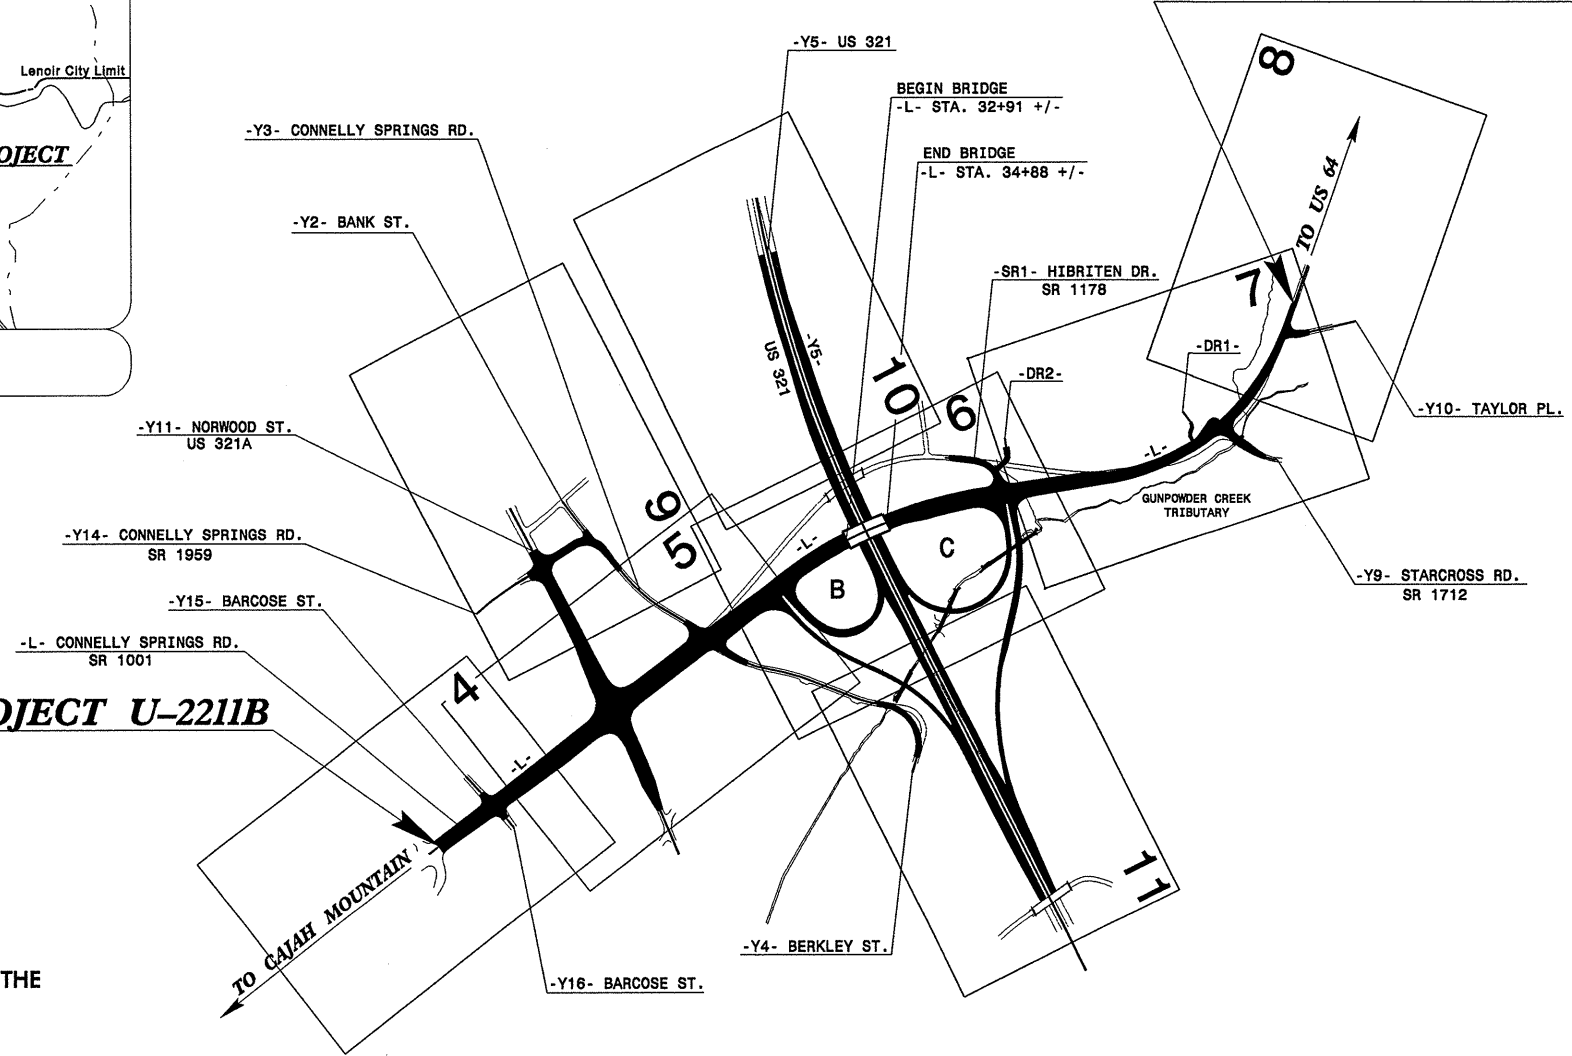 Lenoir City Limit
OJECT
-Y5- US 321
BEGIN BRIDGE
-L- STA. 32+91 +/-
END BRIDGE
-L- STA. 34+88 +/-
-Y3- CONNELLY SPRINGS RD.
-Y2- BANK ST.
-SR1- HIBRITEN DR.
SR 1178
8
TO US 64
7
-DR1-
-DR2-
-Y5-
US 321
10
6
-Y10- TAYLOR PL.
-Y11- NORWOOD ST.
US 321A
-L-
GUNPOWDER CREEK
TRIBUTARY
9
5
-L-
C
B
-Y14- CONNELLY SPRINGS RD.
SR 1959
-Y9- STARCROSS RD.
SR 1712
-Y15- BARCOSE ST.
-L- CONNELLY SPRINGS RD.
SR 1001
4
OJECT U-2211B
-L-
TO CAJAH MOUNTAIN
11
-Y4- BERKLEY ST.
-Y16- BARCOSE ST.
THE